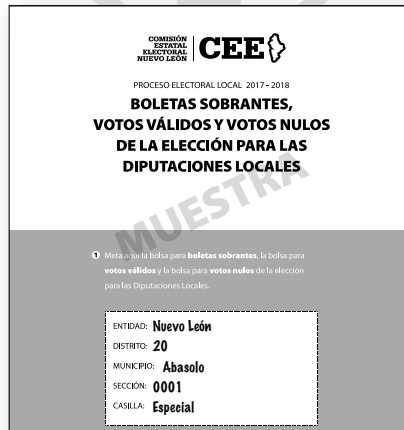 COMISIÓN
ESTATAL
ELECTORAL
NUEVO LEÓN
CEE
PROCESO ELECTORAL LOCAL 2017 - 2018
BOLETAS SOBRANTES,
VOTOS VÁLIDOS Y VOTOS NULOS
DE LA ELECCIÓN PARA LAS
DIPUTACIONES LOCALES
MUESTRA
1 Meta aquí la bolsa para boletas sobrantes, la bolsa para
votos válidos y la bolsa para votos nulos de la elección
para las Diputaciones Locales.
ENTIDAD: Nuevo León
DISTRITO: 20
MUNICIPIO: Abasolo
SECCIÓN: 0001
CASILLA: Especial